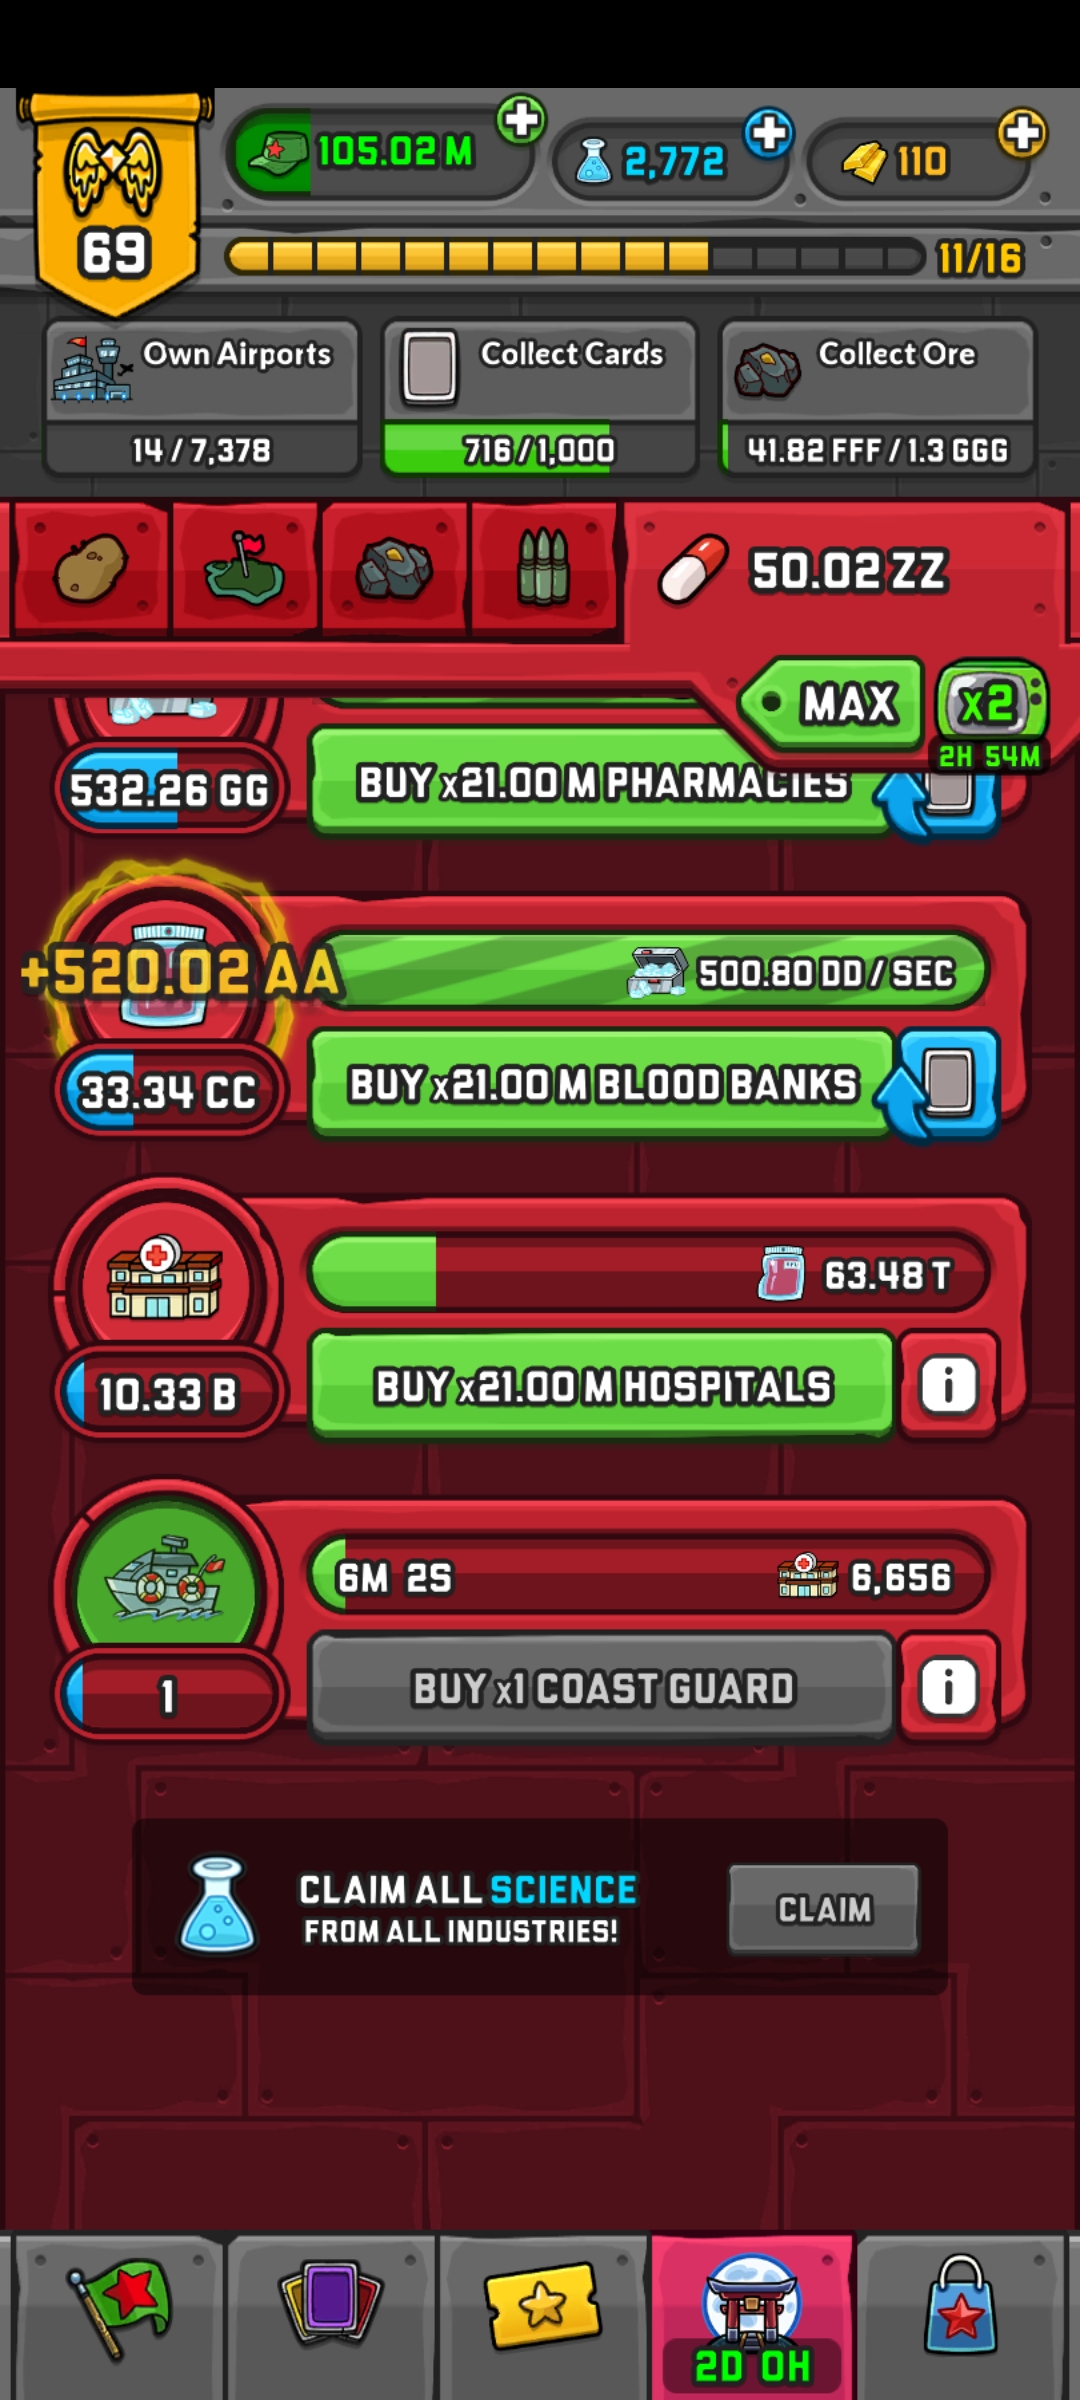 105.02 M
2,772
110
69
11/16
Own Airports
14 / 7,378
Collect Cards
716 / 1,000
Collect Ore
41.82 FFF / 1.3 GGG
50.02 ZZ
MAX
x2
2H 54M
532.26 GG
BUY x21.00 M PHARMACIES
+520.02 AA
500.80 DD / SEC
33.34 CC
BUY x21.00 M BLOOD BANKS
63.48 T
10.33 B
BUY x21.00 M HOSPITALS
i
6M 2S
6,656
1
BUY x1 COAST GUARD
i
CLAIM ALL SCIENCE
FROM ALL INDUSTRIES!
CLAIM
2D 0H